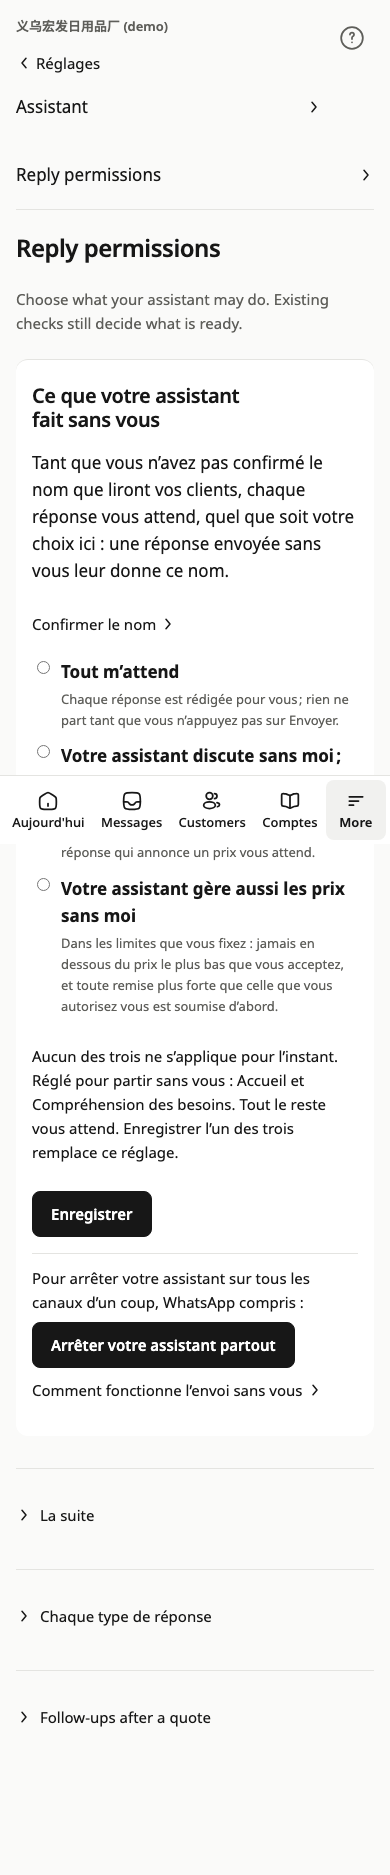 义乌宏发日用品厂 (demo)
Réglages
Assistant
Reply permissions
Reply permissions
Choose what your assistant may do. Existing
checks still decide what is ready.
Ce que votre assistant
fait sans vous
Tant que vous n’avez pas confirmé le
nom que liront vos clients, chaque
réponse vous attend, quel que soit votre
choix ici : une réponse envoyée sans
vous leur donne ce nom.
Confirmer le nom
Tout m’attend
Chaque réponse est rédigée pour vous ; rien ne
part tant que vous n’appuyez pas sur Envoyer.
Votre assistant discute sans moi ;
Aujourd'hui
Messages
Customers
Comptes
More
réponse qui annonce un prix vous attend.
Votre assistant gère aussi les prix
sans moi
Dans les limites que vous fixez : jamais en
dessous du prix le plus bas que vous acceptez,
et toute remise plus forte que celle que vous
autorisez vous est soumise d’abord.
Aucun des trois ne s’applique pour l’instant.
Réglé pour partir sans vous : Accueil et
Compréhension des besoins. Tout le reste
vous attend. Enregistrer l’un des trois
remplace ce réglage.
Enregistrer
Pour arrêter votre assistant sur tous les
canaux d’un coup, WhatsApp compris :
Arrêter votre assistant partout
Comment fonctionne l’envoi sans vous
La suite
Chaque type de réponse
Follow-ups after a quote